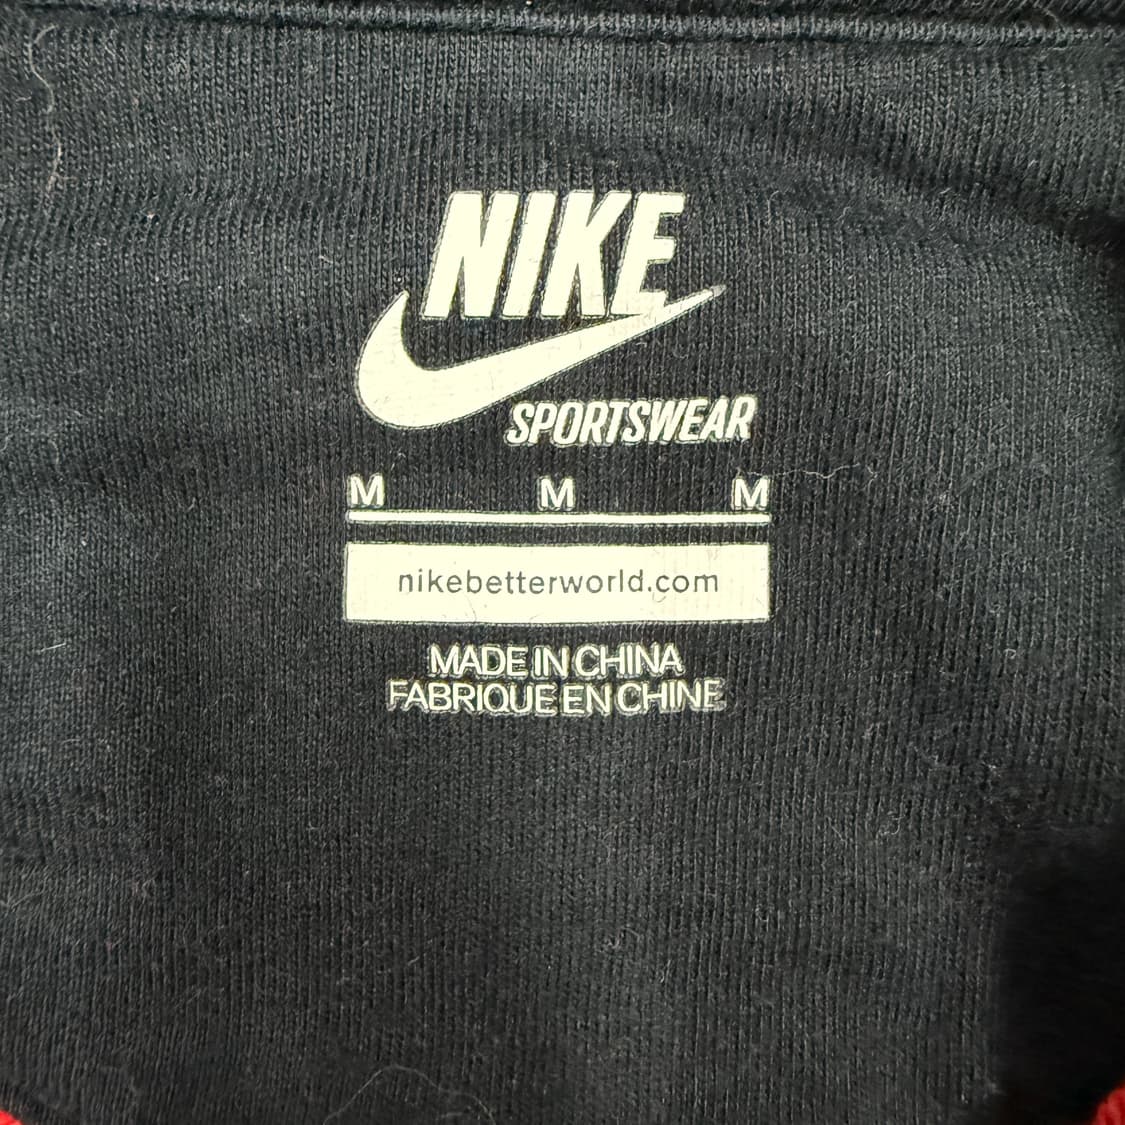 NIKE
SPORTSWEAR
M M M
nikebetterworld.com
MADE IN CHINA
FABRIQUE EN CHINE